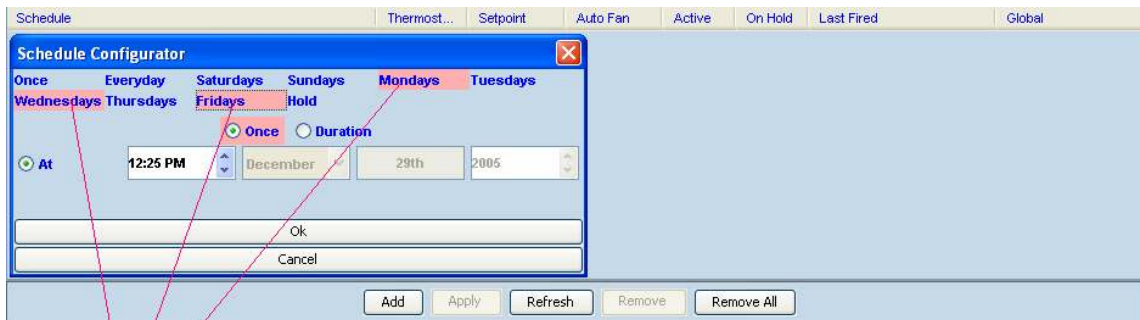 Schedule Thermost... Setpoint Auto Fan Active On Hold Last Fired Global
Schedule Configurator
Once Everyday Saturdays Sundays Mondays Tuesdays
Wednesdays Thursdays Fridays Hold
Once Duration
At 12:25 PM December 29th 2005
Ok
Cancel
Add Apply Refresh Remove Remove All